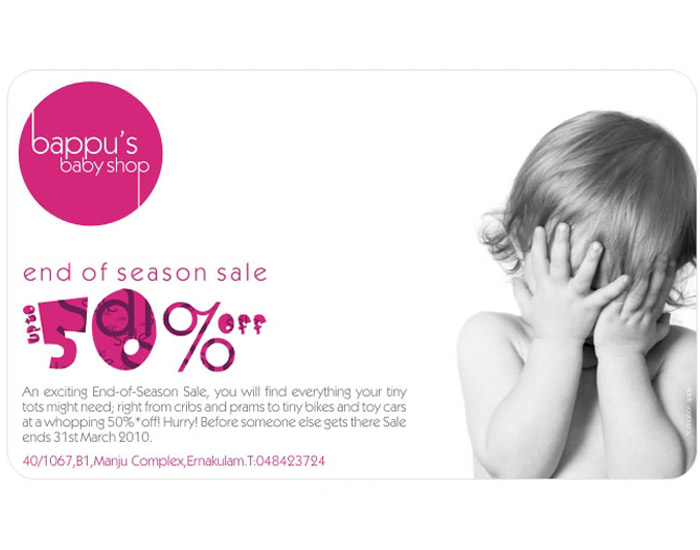 bappu's
baby shop
end of season sale
upto 50% off
An exciting End-of-Season Sale, you will find everything your tiny
tots might need; right from cribs and prams to tiny bikes and toy cars
at a whopping 50%*off! Hurry! Before someone else gets there Sale
ends 31st March 2010.
40/1067,B1,Manju Complex,Ernakulam.T:048423724